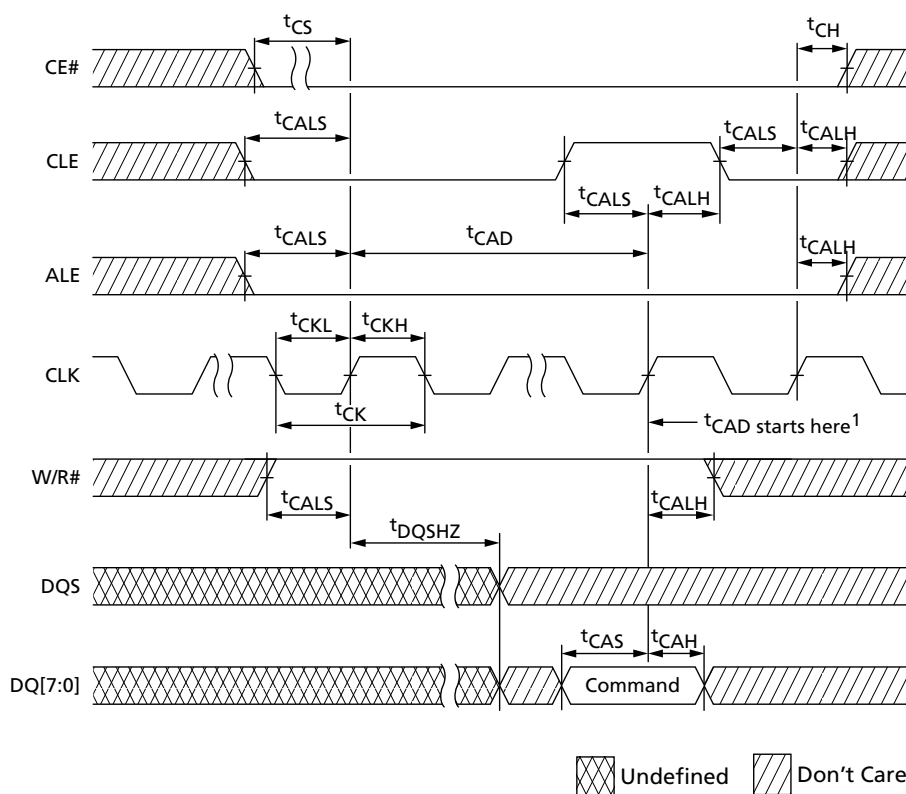 tCS
tCH
CE#
tCALS
tCALS
tCALH
CLE
tCALS
tCALH
tCALS
tCAD
tCALH
ALE
tCKL
tCKH
CLK
tCK
tCAD starts here1
W/R#
tCALS
tCALH
tDQSHZ
DQS
tCAS
tCAH
DQ[7:0]
Command
Undefined
Don't Care